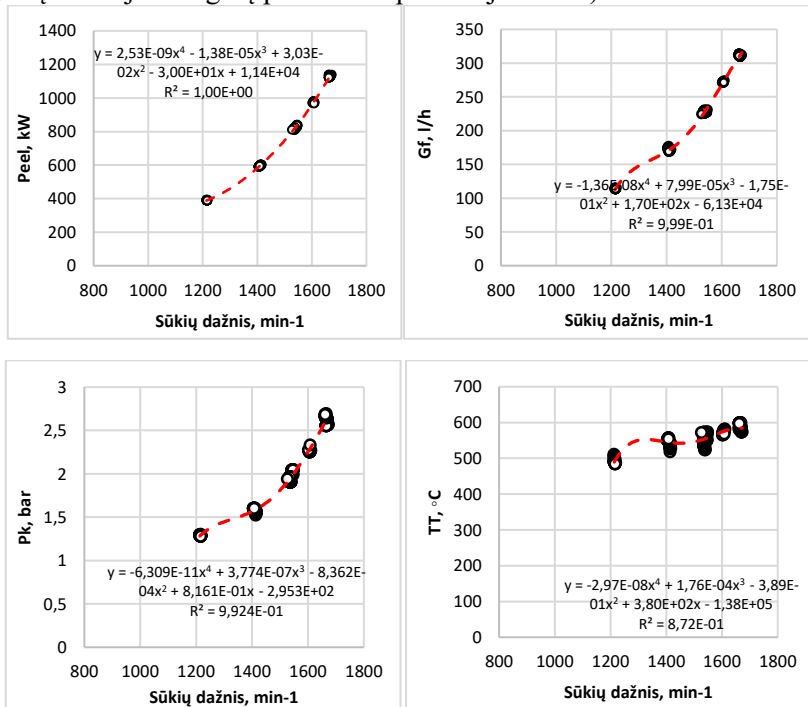 1400
1200
1000
800
600
400
200
0
Peel, kW
y = 2,53E-09x⁴ - 1,38E-05x³ + 3,03E-
02x² - 3,00E+01x + 1,14E+04
R² = 1,00E+00
800 1000 1200 1400 1600 1800
Sūkių dažnis, min-1
350
300
250
200
150
100
50
0
Gf, l/h
y = -1,36E-08x⁴ + 7,99E-05x³ - 1,75E-
01x² + 1,70E+02x - 6,13E+04
R² = 9,99E-01
800 1000 1200 1400 1600 1800
Sūkių dažnis, min-1
3
2,5
2
1,5
1
0,5
0
Pk, bar
y = -6,309E-11x⁴ + 3,774E-07x³ - 8,362E-
04x² + 8,161E-01x - 2,953E+02
R² = 9,924E-01
800 1000 1200 1400 1600 1800
Sūkių dažnis, min-1
700
600
500
400
300
200
100
0
TT, ◦C
y = -2,97E-08x⁴ + 1,76E-04x³ - 3,89E-
01x² + 3,80E+02x - 1,38E+05
R² = 8,72E-01
800 1000 1200 1400 1600 1800
Sūkių dažnis, min-1